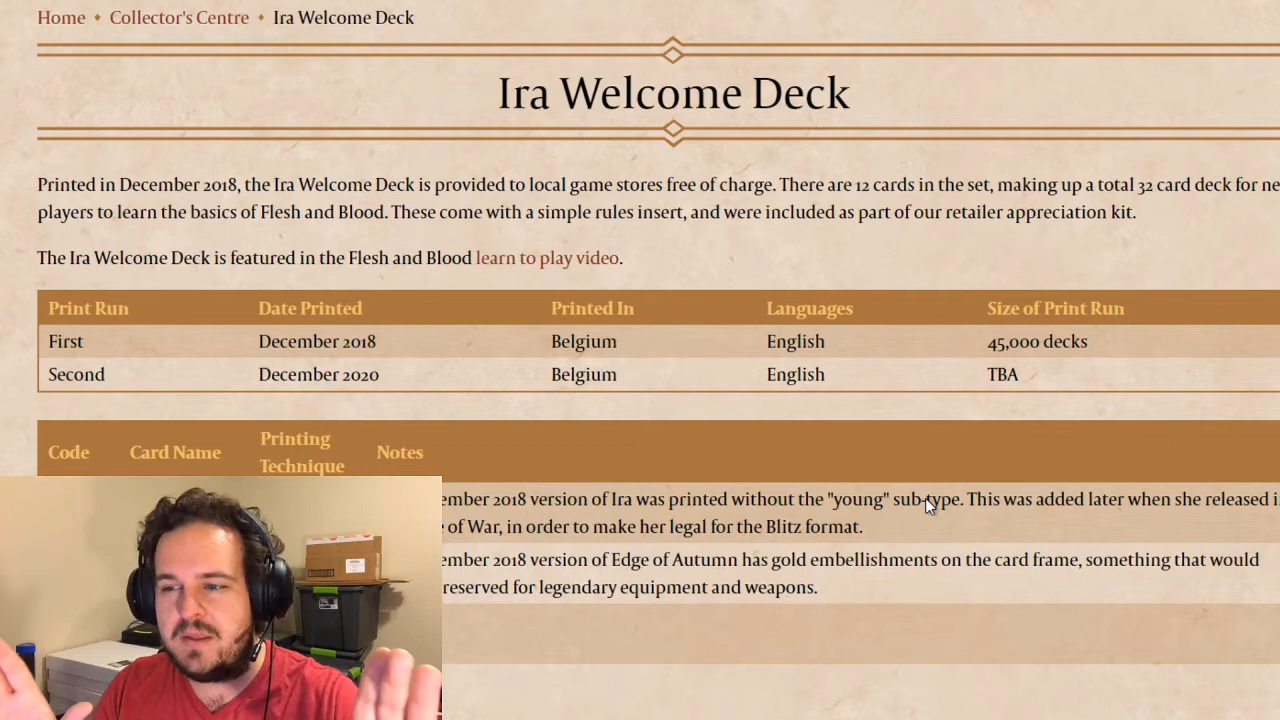 Home ♦ Collector's Centre ♦ Ira Welcome Deck
Ira Welcome Deck
Printed in December 2018, the Ira Welcome Deck is provided to local game stores free of charge. There are 12 cards in the set, making up a total 32 card deck for
players to learn the basics of Flesh and Blood. These come with a simple rules insert, and were included as part of our retailer appreciation kit.
The Ira Welcome Deck is featured in the Flesh and Blood learn to play video.
Print Run Date Printed Printed In Languages Size of Print Run
First December 2018 Belgium English 45,000 decks
Second December 2020 Belgium English TBA
Code Card Name Printing Technique Notes
ember 2018 version of Ira was printed without the "young" sub-type. This was added later when she released
of War, in order to make her legal for the Blitz format.
ember 2018 version of Edge of Autumn has gold embellishments on the card frame, something that would
reserved for legendary equipment and weapons.